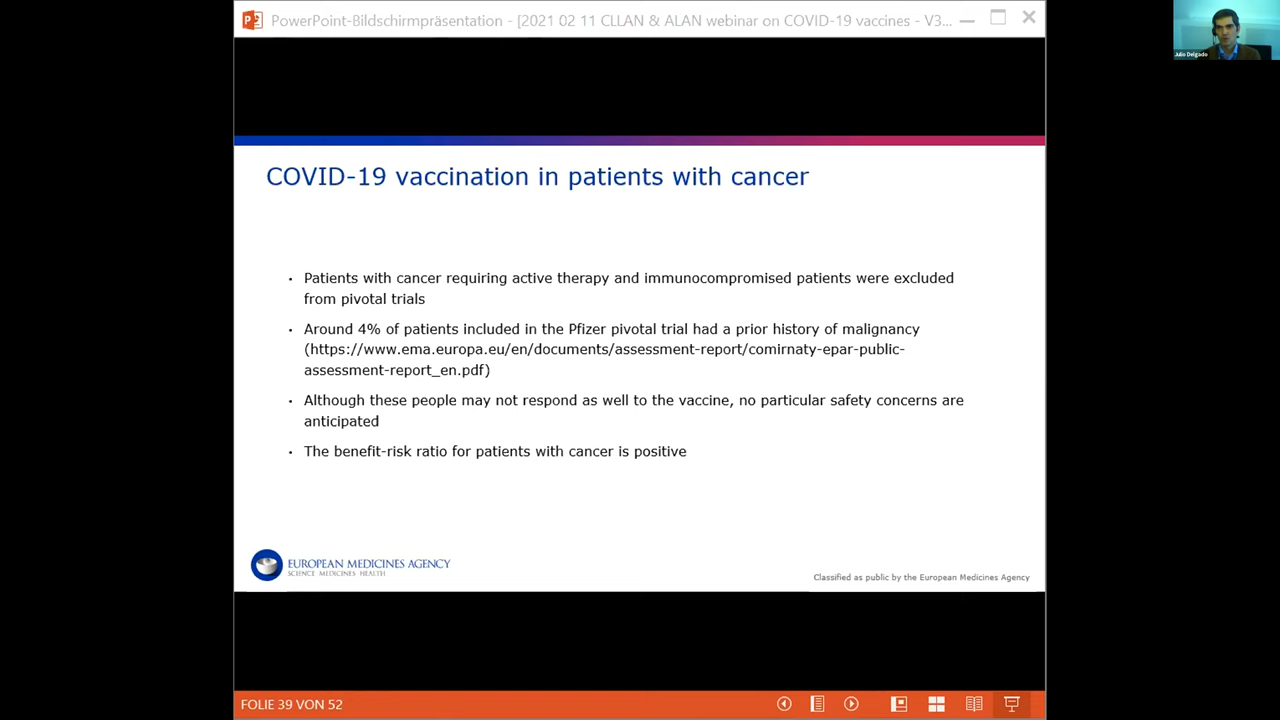 PowerPoint-Bildschirmpräsentation - [2021 02 11 CLLAN & ALAN webinar on COVID-19 vaccines - V3...
Julio Delgado
COVID-19 vaccination in patients with cancer
• Patients with cancer requiring active therapy and immunocompromised patients were excluded
from pivotal trials
• Around 4% of patients included in the Pfizer pivotal trial had a prior history of malignancy
(https://www.ema.europa.eu/en/documents/assessment-report/comirnaty-epar-public-
assessment-report_en.pdf)
• Although these people may not respond as well to the vaccine, no particular safety concerns are
anticipated
• The benefit-risk ratio for patients with cancer is positive
EUROPEAN MEDICINES AGENCY
SCIENCE MEDICINES HEALTH
Classified as public by the European Medicines Agency
FOLIE 39 VON 52